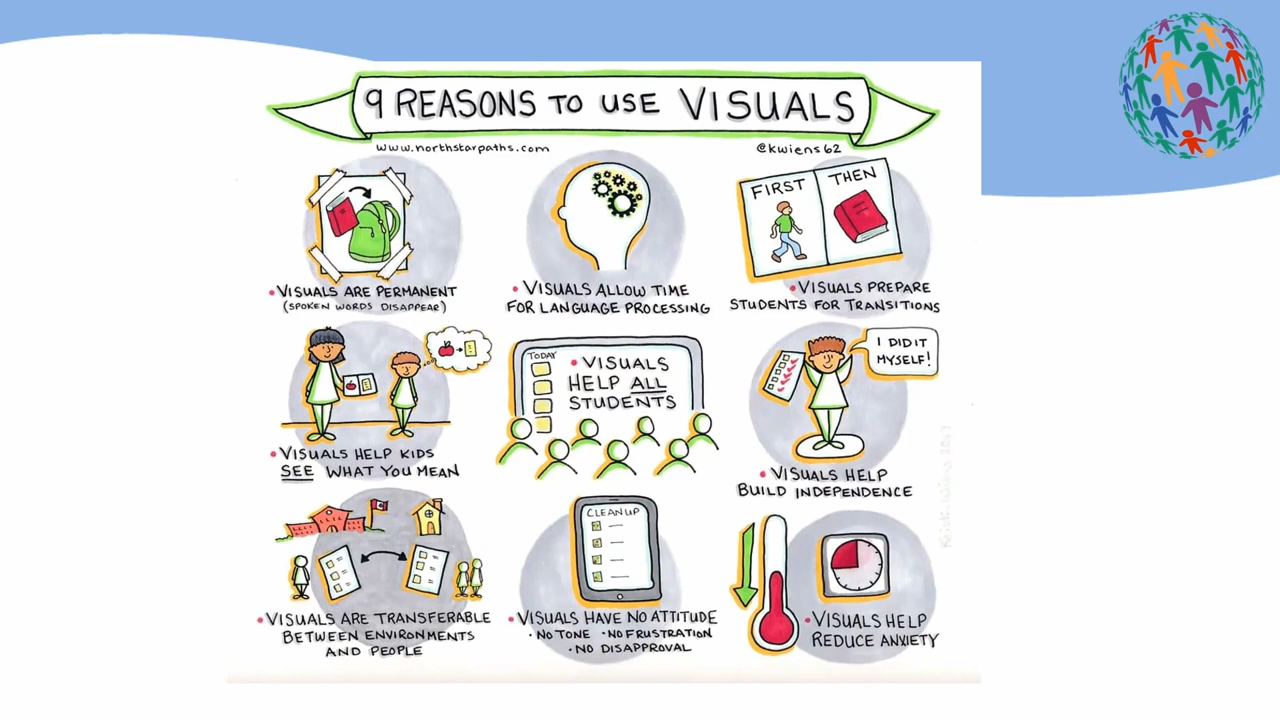 9 REASONS TO USE VISUALS
www.northstarpaths.com
@kwiens62
FIRST
THEN
• VISUALS ARE PERMANENT
(SPOKEN WORDS DISAPPEAR)
• VISUALS ALLOW TIME
FOR LANGUAGE PROCESSING
• VISUALS PREPARE
STUDENTS FOR TRANSITIONS
• VISUALS HELP KIDS
SEE WHAT YOU MEAN
TODAY
• VISUALS
HELP ALL
STUDENTS
I DID IT
MYSELF!
• VISUALS HELP
BUILD INDEPENDENCE
• VISUALS ARE TRANSFERABLE
BETWEEN ENVIRONMENTS
AND PEOPLE
CLEAN UP
• VISUALS HAVE NO ATTITUDE
• NO TONE • NO FRUSTRATION
• NO DISAPPROVAL
• VISUALS HELP
REDUCE ANXIETY